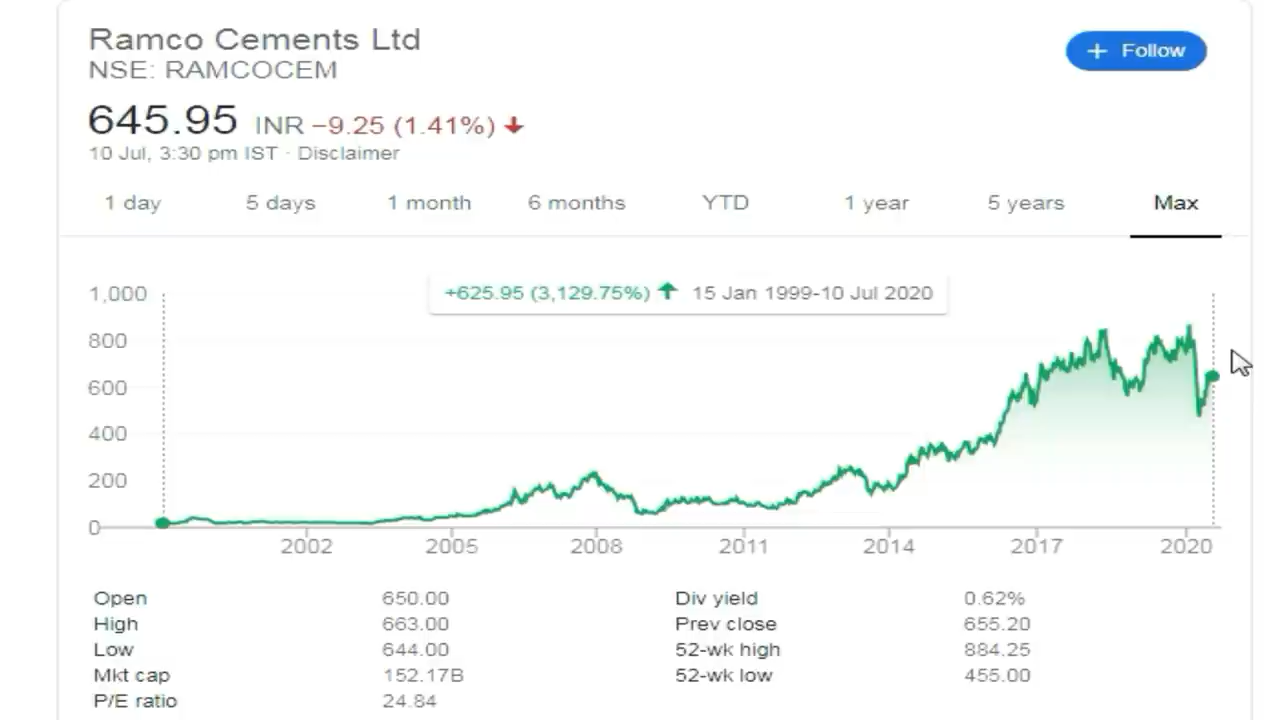 Ramco Cements Ltd
NSE: RAMCOCEM
+ Follow
645.95 INR −9.25 (1.41%)
10 Jul, 3:30 pm IST · Disclaimer
1 day 5 days 1 month 6 months YTD 1 year 5 years Max
+625.95 (3,129.75%) 15 Jan 1999-10 Jul 2020
1,000
800
600
400
200
0
2002 2005 2008 2011 2014 2017 2020
Open 650.00 Div yield 0.62%
High 663.00 Prev close 655.20
Low 644.00 52-wk high 884.25
Mkt cap 152.17B 52-wk low 455.00
P/E ratio 24.84